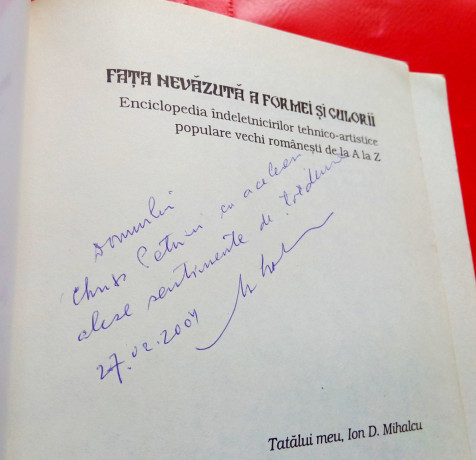 FAȚA NEVĂZUTĂ A FORMEI ȘI CULORII
Enciclopedia îndeletnicirilor tehnico-artistice
populare vechi românești de la A la Z
Domnului
cu aceleași
alese sentimente de
27.02.2009
Tatălui meu, Ion D. Mihalcu